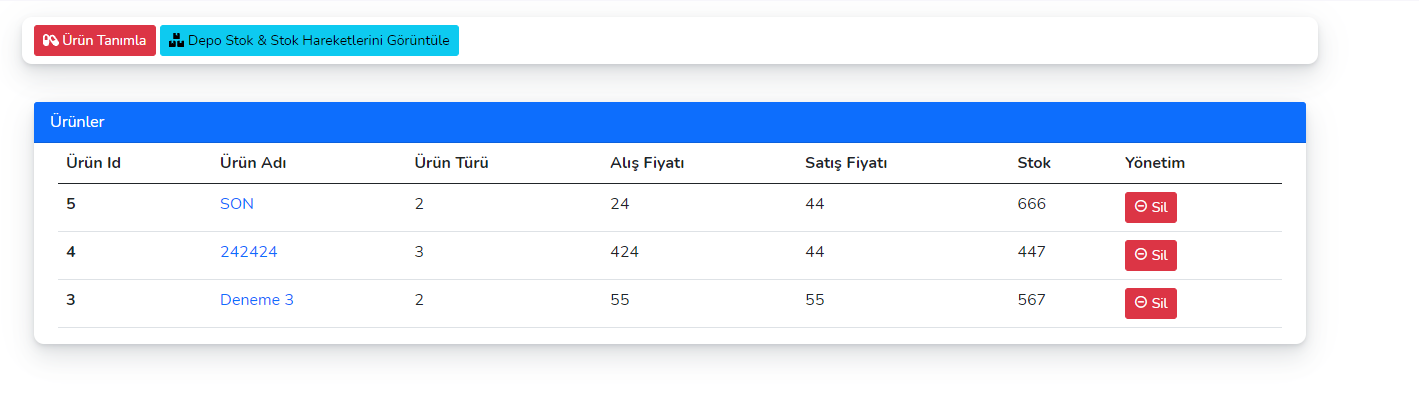 Ürün Tanımla Depo Stok & Stok Hareketlerini Görüntüle
Ürünler
Ürün Id Ürün Adı Ürün Türü Alış Fiyatı Satış Fiyatı Stok Yönetim
5 SON 2 24 44 666 Sil
4 242424 3 424 44 447 Sil
3 Deneme 3 2 55 55 567 Sil